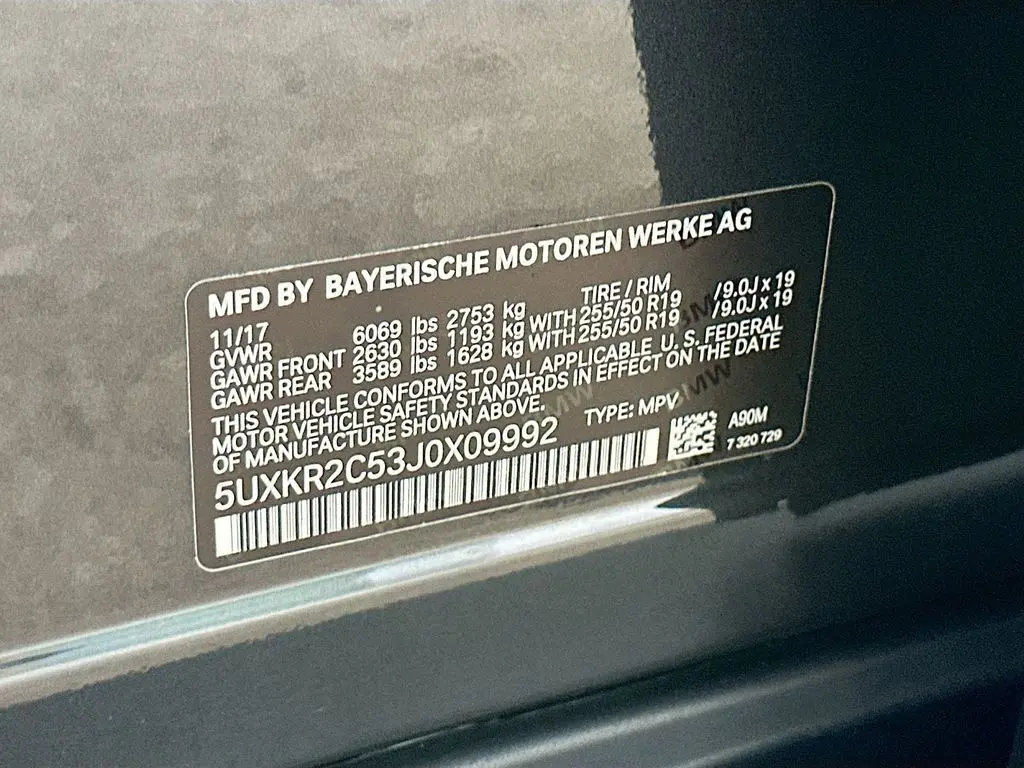 MFD BY BAYERISCHE MOTOREN WERKE AG
11/17
GVWR 6069 lbs 2753 kg TIRE / RIM
GAWR FRONT 2630 lbs 1193 kg WITH 255/50 R19 /9.0J x 19
GAWR REAR 3589 lbs 1628 kg WITH 255/50 R19 /9.0J x 19
THIS VEHICLE CONFORMS TO ALL APPLICABLE U. S. FEDERAL
MOTOR VEHICLE SAFETY STANDARDS IN EFFECT ON THE DATE
OF MANUFACTURE SHOWN ABOVE.
TYPE: MPV
5UXKR2C53J0X09992
A90M
7 320 729